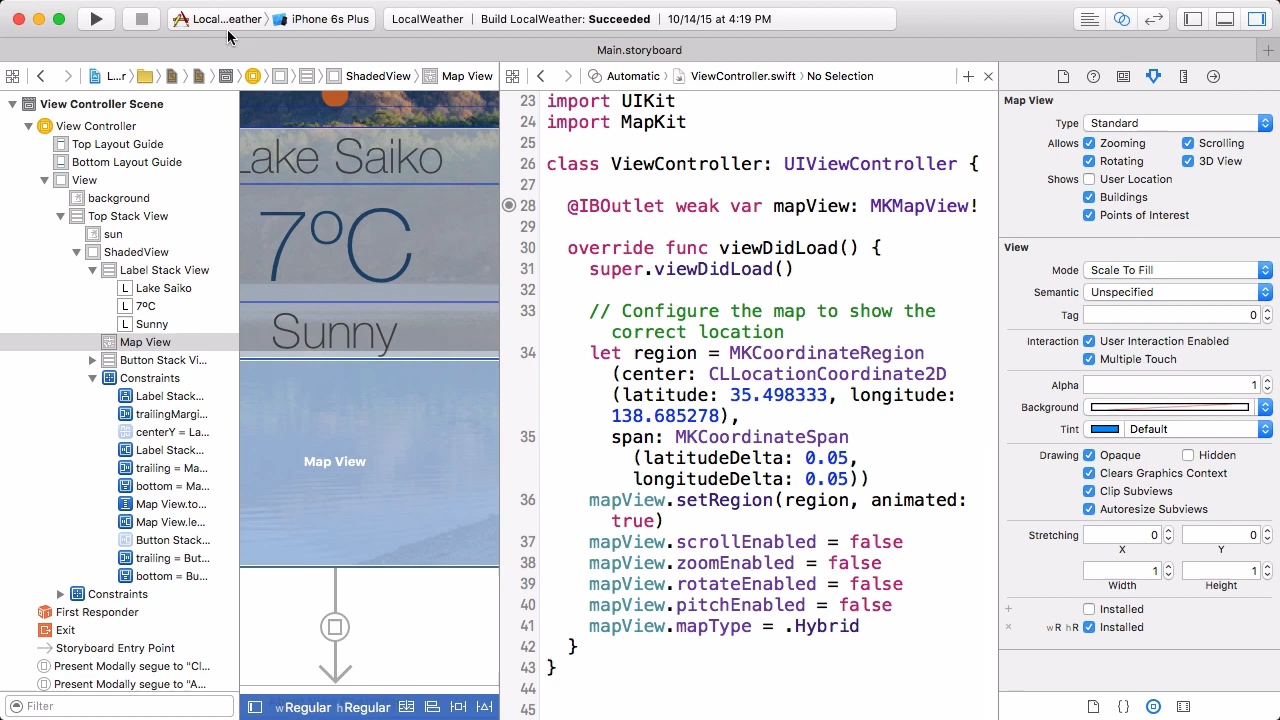 Local...eather
iPhone 6s Plus
LocalWeather
Build LocalWeather: Succeeded
10/14/15 at 4:19 PM
Main.storyboard
L...r
ShadedView
Map View
Automatic
ViewController.swift
No Selection
View Controller Scene
View Controller
Top Layout Guide
Bottom Layout Guide
View
background
Top Stack View
sun
ShadedView
Label Stack View
L Lake Saiko
L 7ºC
L Sunny
Map View
Button Stack Vi...
Constraints
Label Stack...
trailingMargi...
centerY = La...
Label Stack...
trailing = Ma...
bottom = Ma...
Map View.to...
Map View.le...
Button Stack...
trailing = But...
bottom = Bu...
Constraints
First Responder
Exit
Storyboard Entry Point
Present Modally segue to "Cl...
Present Modally segue to "A...
Filter
Lake Saiko
7ºC
Sunny
Map View
wRegular hRegular
23 import UIKit
24 import MapKit
25
26 class ViewController: UIViewController {
27
28 @IBOutlet weak var mapView: MKMapView!
29
30 override func viewDidLoad() {
31 super.viewDidLoad()
32
33 // Configure the map to show the
correct location
34 let region = MKCoordinateRegion
(center: CLLocationCoordinate2D
(latitude: 35.498333, longitude:
138.685278),
35 span: MKCoordinateSpan
(latitudeDelta: 0.05,
longitudeDelta: 0.05))
36 mapView.setRegion(region, animated:
true)
37 mapView.scrollEnabled = false
38 mapView.zoomEnabled = false
39 mapView.rotateEnabled = false
40 mapView.pitchEnabled = false
41 mapView.mapType = .Hybrid
42 }
43 }
44
45
Map View
Type Standard
Allows Zooming Scrolling
Rotating 3D View
Shows User Location
Buildings
Points of Interest
View
Mode Scale To Fill
Semantic Unspecified
Tag 0
Interaction User Interaction Enabled
Multiple Touch
Alpha 1
Background
Tint Default
Drawing Opaque Hidden
Clears Graphics Context
Clip Subviews
Autoresize Subviews
Stretching 0 0
X Y
1 1
Width Height
+ Installed
× wR hR Installed